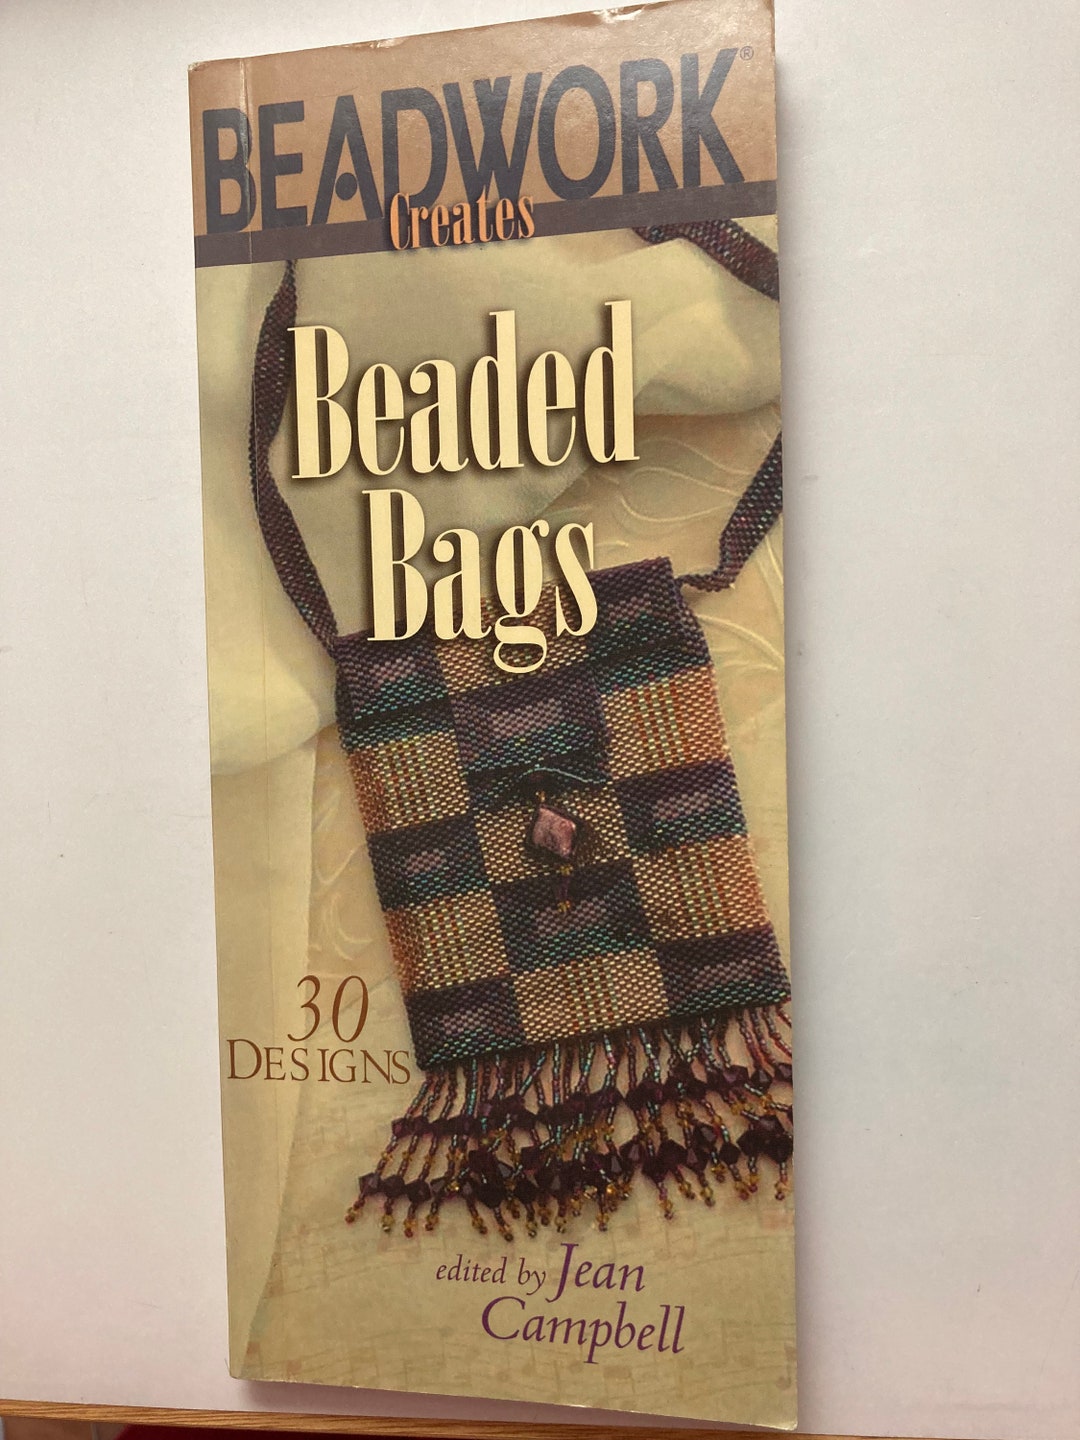 BEADWORK®
Creates
Beaded
Bags
30
DESIGNS
edited by Jean
Campbell